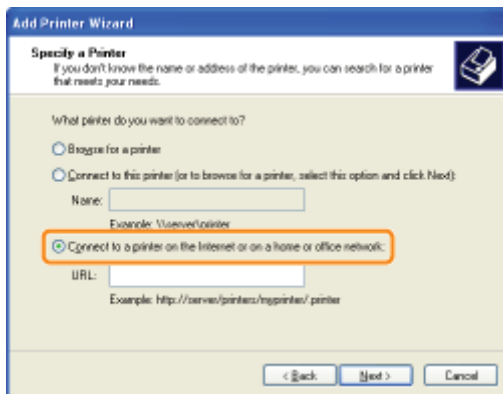 Add Printer Wizard
Specify a Printer
If you don't know the name or address of the printer, you can search for a printer
that meets your needs.
What printer do you want to connect to?
Browse for a printer
Connect to this printer (or to browse for a printer, select this option and click Next):
Name:
Example: \\server\printer
Connect to a printer on the Internet or on a home or office network:
URL:
Example: http://server/printers/myprinter/.printer
< Back
Next >
Cancel